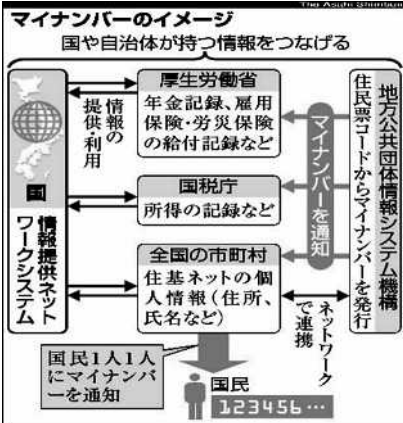 The Asahi Shimbun
マイナンバーのイメージ
国や自治体が持つ情報をつなげる
国
情報提供ネット
ワークシステム
情報の
提供・利用
厚生労働省
年金記録、雇用
保険・労災保険
の給付記録など
国税庁
所得の記録など
全国の市町村
住基ネットの個
人情報(住所、
氏名など)
マイナンバーを通知
地方公共団体情報システム機構
住民票コードからマイナンバーを発行
ネットワーク
で連携
国民1人1人
にマイナンバ
ーを通知
国民
123456…